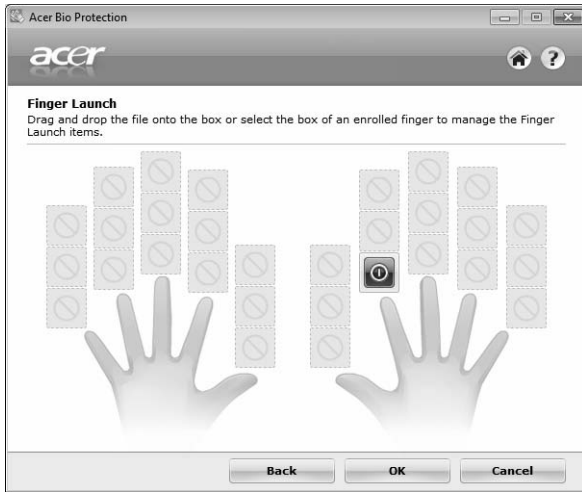 Acer Bio Protection
acer
?
Finger Launch
Drag and drop the file onto the box or select the box of an enrolled finger to manage the Finger
Launch items.
Back OK Cancel